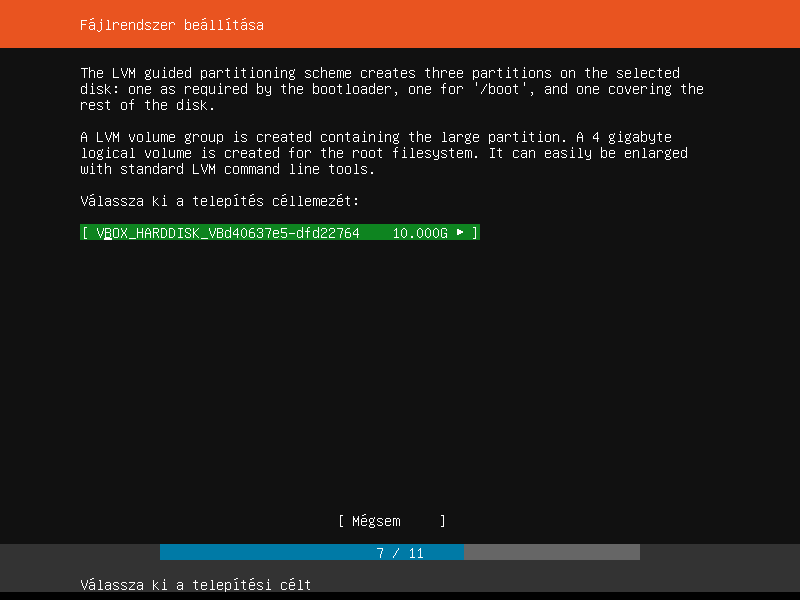 Fájlrendszer beállítása
The LVM guided partitioning scheme creates three partitions on the selected
disk: one as required by the bootloader, one for '/boot', and one covering the
rest of the disk.
A LVM volume group is created containing the large partition. A 4 gigabyte
logical volume is created for the root filesystem. It can easily be enlarged
with standard LVM command line tools.
Válassza ki a telepítés céllemezét:
[ VBOX_HARDDISK_VBd40637e5-dfd22764    10.000G ▸ ]
[ Mégsem     ]
7 / 11
Válassza ki a telepítési célt